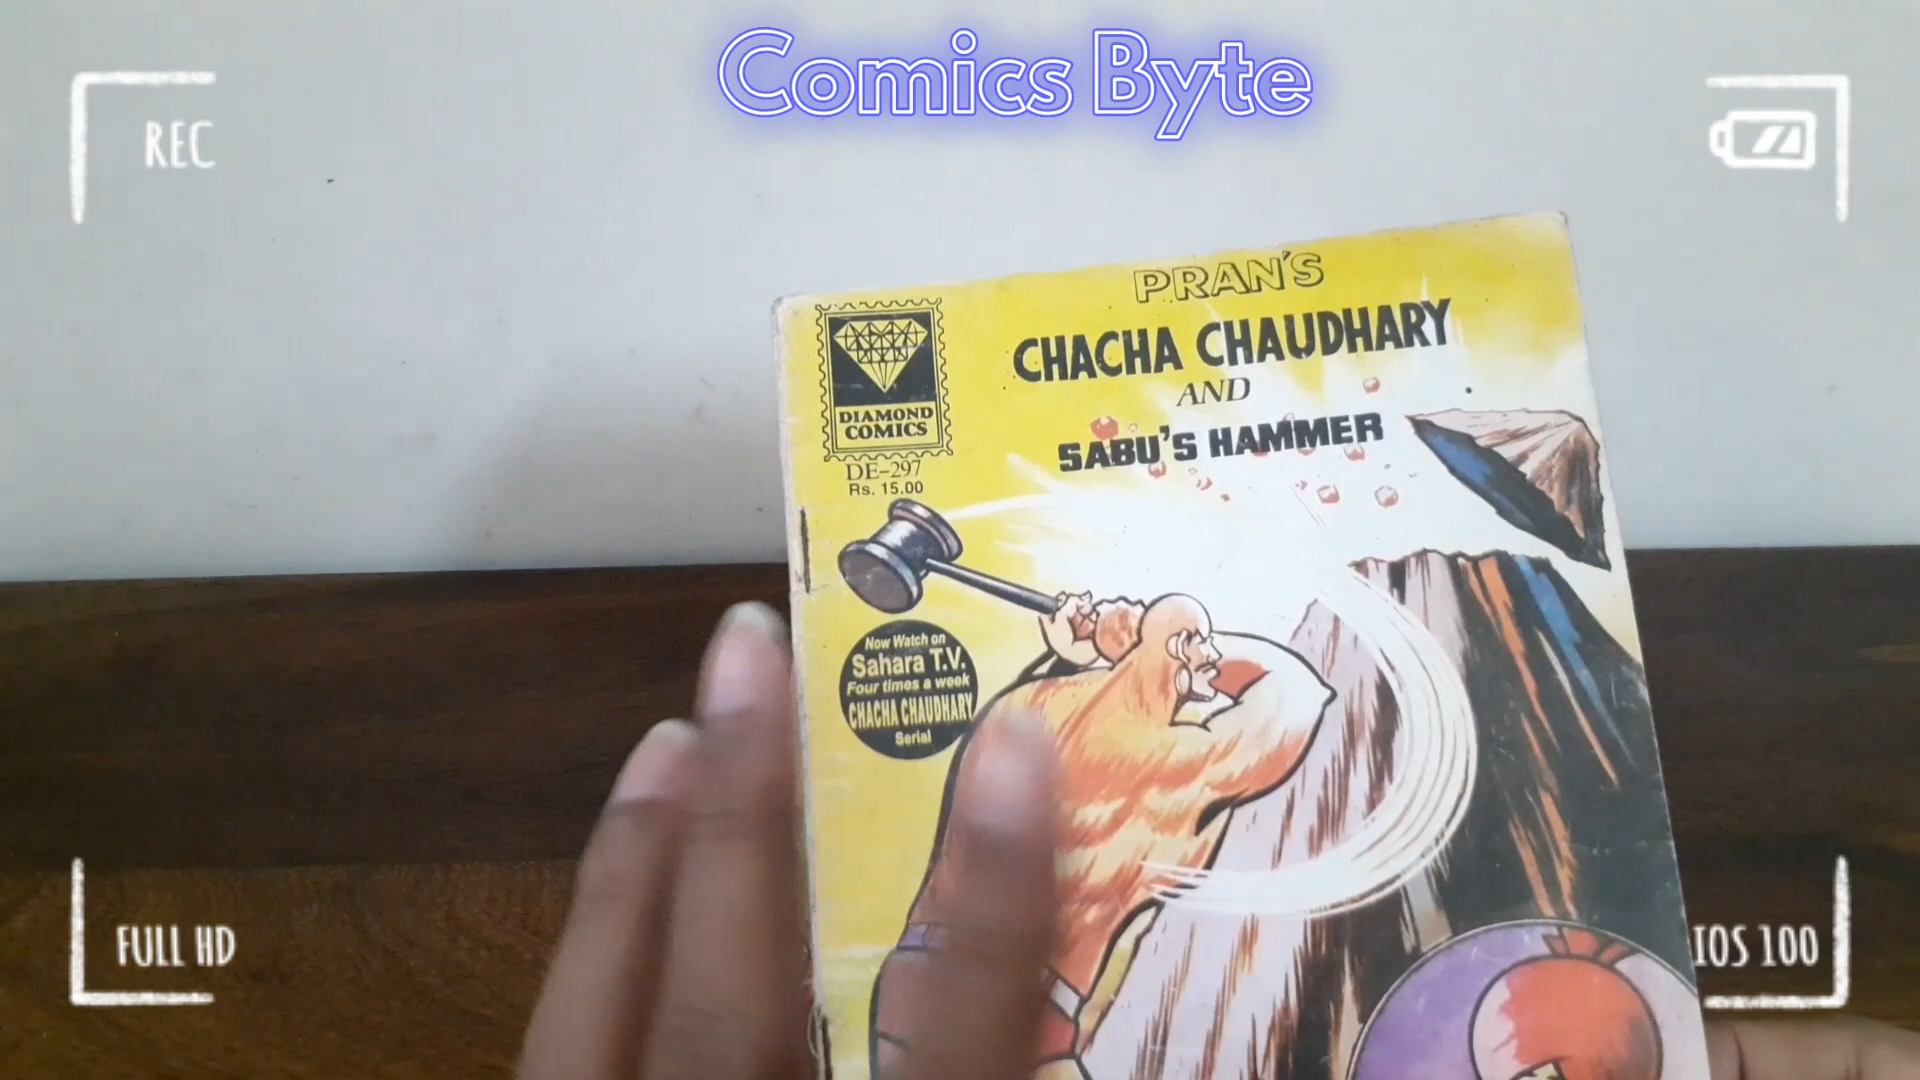 Comics Byte
REC
PRAN'S
CHACHA CHAUDHARY
AND
SABU'S HAMMER
DIAMOND
COMICS
DE-297
Rs. 15.00
Now Watch on
Sahara T.V.
Four times a week
CHACHA CHAUDHARY
Serial
FULL HD
IOS 100